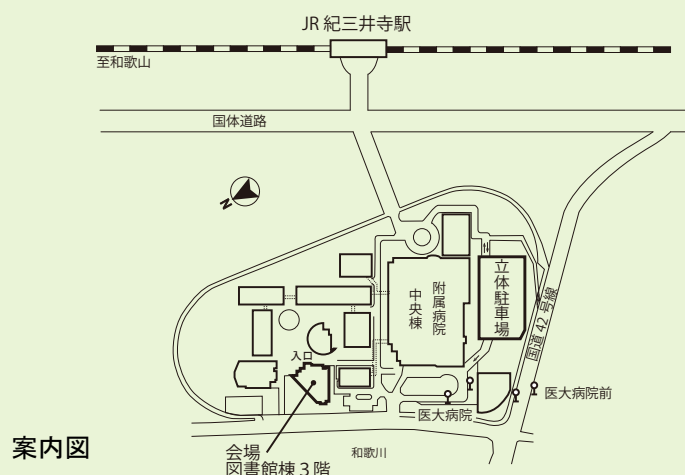 JR 紀三井寺駅
至和歌山
国体道路
N
立体駐車場
附属病院
中央棟
国道 42 号線
入口
医大病院前
医大病院
案内図
会場
図書館棟 3 階
和歌川